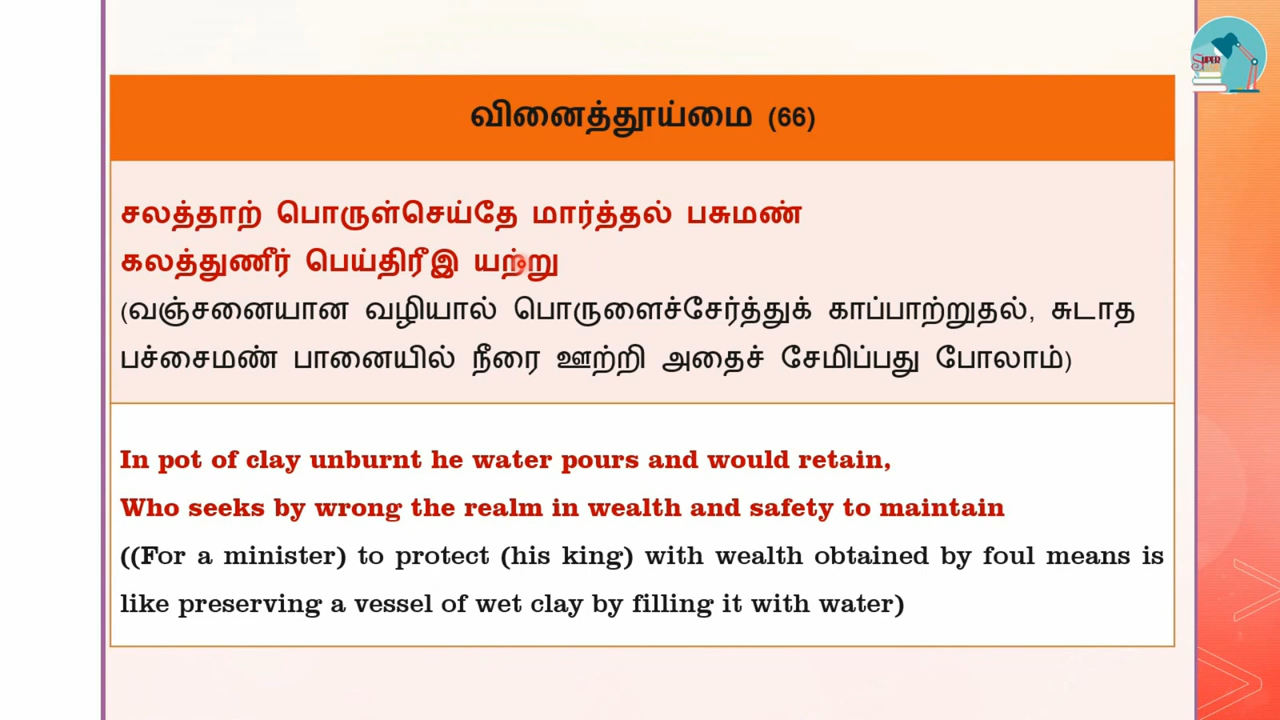 வினைத்தூய்மை (66)
SUPER
சலத்தாற் பொருள்செய்தே மார்த்தல் பசுமண்
கலத்துணீர் பெய்திரீஇ யற்று
(வஞ்சனையான வழியால் பொருளைச்சேர்த்துக் காப்பாற்றுதல், சுடாத
பச்சைமண் பானையில் நீரை ஊற்றி அதைச் சேமிப்பது போலாம்)
In pot of clay unburnt he water pours and would retain,
Who seeks by wrong the realm in wealth and safety to maintain
((For a minister) to protect (his king) with wealth obtained by foul means is
like preserving a vessel of wet clay by filling it with water)